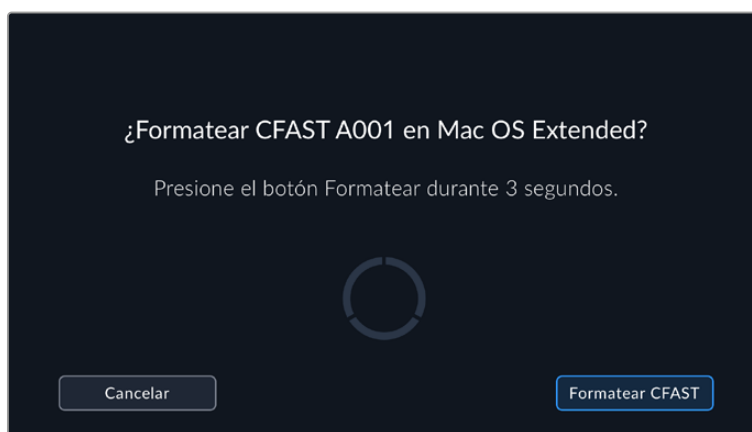 ¿Formatear CFAST A001 en Mac OS Extended?
Presione el botón Formatear durante 3 segundos.
Cancelar
Formatear CFAST